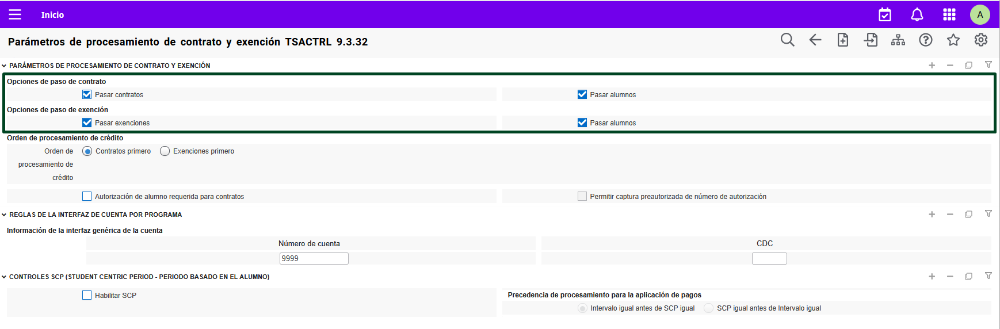 Inicio
A
Parámetros de procesamiento de contrato y exención TSACTRL 9.3.32
PARÁMETROS DE PROCESAMIENTO DE CONTRATO Y EXENCIÓN
Opciones de paso de contrato
Pasar contratos
Pasar alumnos
Opciones de paso de exención
Pasar exenciones
Pasar alumnos
Orden de procesamiento de crédito
Orden de
procesamiento de
crédito
Contratos primero
Exenciones primero
Autorización de alumno requerida para contratos
Permitir captura preautorizada de número de autorización
REGLAS DE LA INTERFAZ DE CUENTA POR PROGRAMA
Información de la interfaz genérica de la cuenta
Número de cuenta
CDC
9999
CONTROLES SCP (STUDENT CENTRIC PERIOD - PERIODO BASADO EN EL ALUMNO)
Habilitar SCP
Precedencia de procesamiento para la aplicación de pagos
Intervalo igual antes de SCP igual
SCP igual antes de Intervalo igual